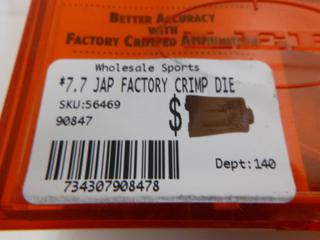 BETTER ACCURACY
WITH
FACTORY CRIMPED AMMUNITION
Wholesale Sports
*7.7 JAP FACTORY CRIMP DIE
SKU:56469
90847
$
Dept:140
734307908478